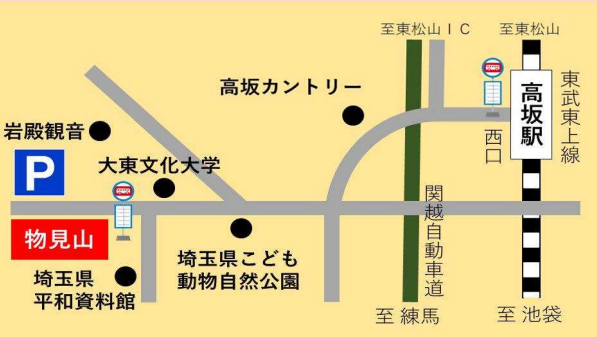 至東松山IC
至東松山
高坂カントリー
高坂駅
東武東上線
西口
岩殿観音
P
大東文化大学
物見山
埼玉県
平和資料館
埼玉県こども
動物自然公園
関越自動車道
至 練馬
至 池袋